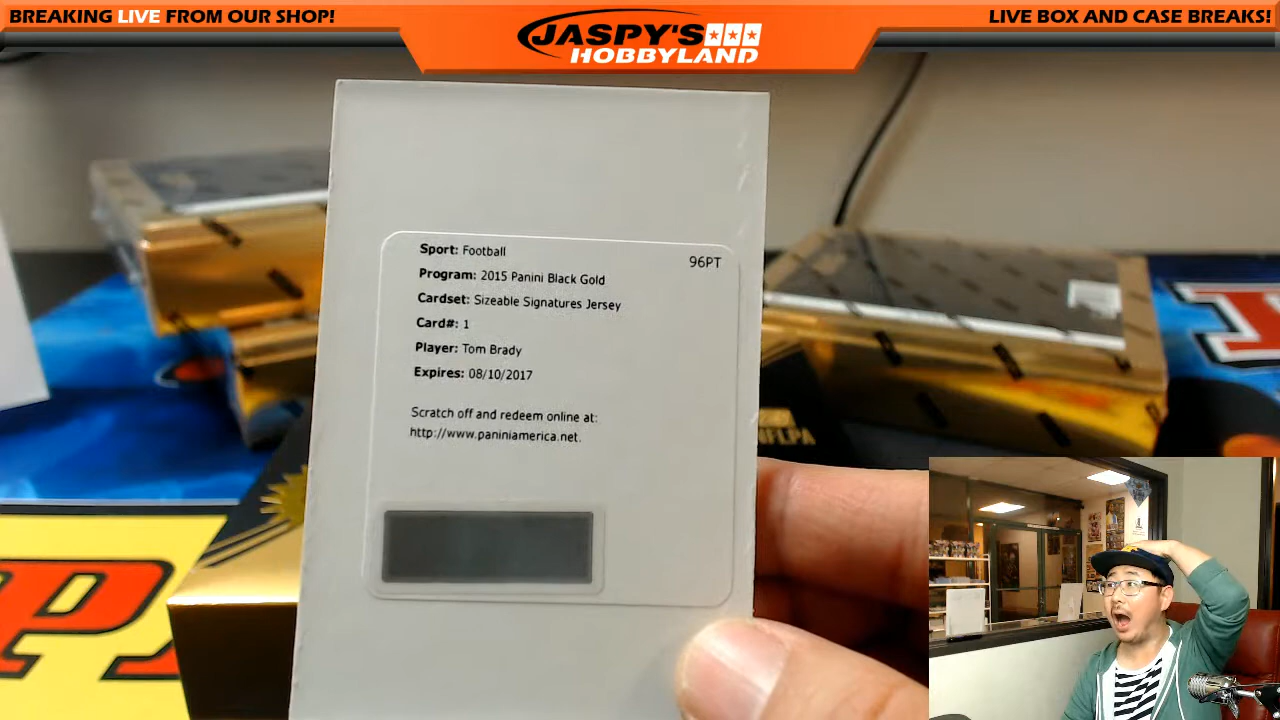 BREAKING LIVE FROM OUR SHOP!
JASPY'S
HOBBYLAND
LIVE BOX AND CASE BREAKS!
96PT
Sport: Football
Program: 2015 Panini Black Gold
Cardset: Sizeable Signatures Jersey
Card#: 1
Player: Tom Brady
Expires: 08/10/2017
Scratch off and redeem online at:
http://www.paniniamerica.net.
NFLPA